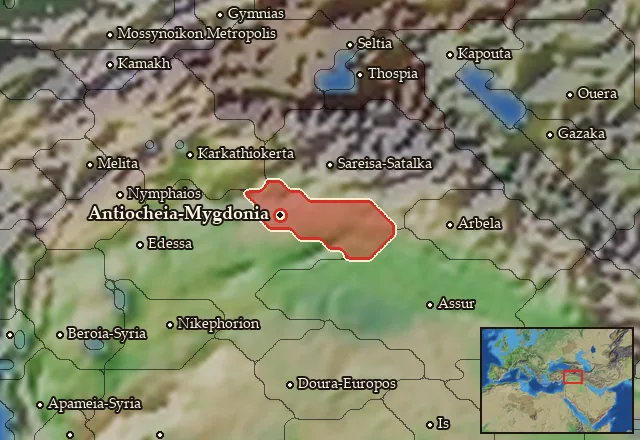 Gymnias
Mossynoikon Metropolis
Seltia
Kapouta
Kamakh
Thospia
Ouera
Gazaka
Karkathiokerta
Melita
Sareisa-Satalka
Nymphaios
Antiocheia-Mygdonia
Arbela
Edessa
Assur
Nikephorion
Beroia-Syria
Doura-Europos
Apameia-Syria
Is